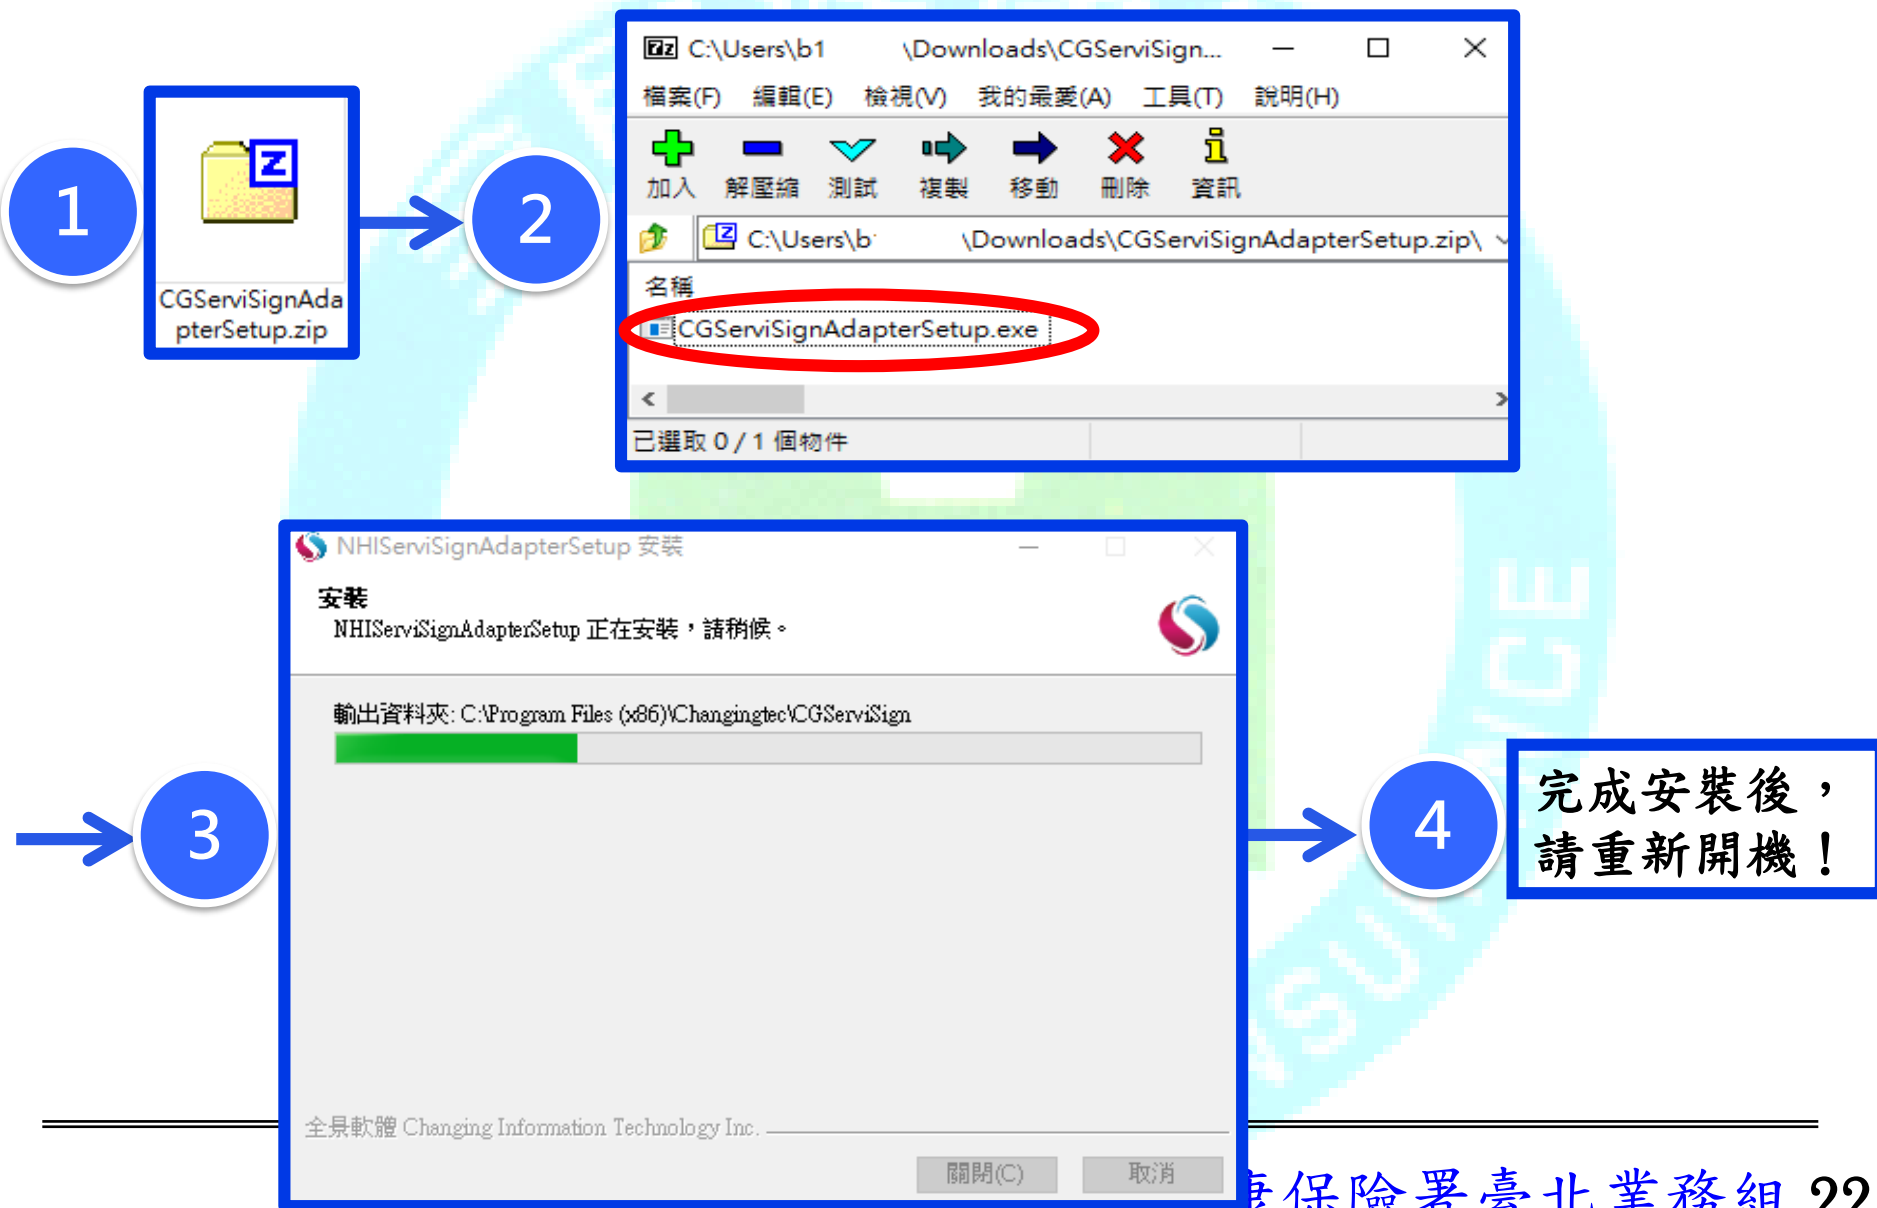 1
CGServiSignAda
pterSetup.zip
2
C:\Users\b1 \Downloads\CGServiSign...
檔案(F) 編輯(E) 檢視(V) 我的最愛(A) 工具(T) 說明(H)
加入 解壓縮 測試 複製 移動 刪除 資訊
C:\Users\b \Downloads\CGServiSignAdapterSetup.zip\
名稱
CGServiSignAdapterSetup.exe
已選取 0 / 1 個物件
3
NHIServiSignAdapterSetup 安裝
安裝
NHIServiSignAdapterSetup 正在安裝，請稍候。
輸出資料夾: C:\Program Files (x86)\Changingtec\CGServiSign
全景軟體 Changing Information Technology Inc.
關閉(C) 取消
4
完成安裝後，
請重新開機！
康保險署臺北業務組 22